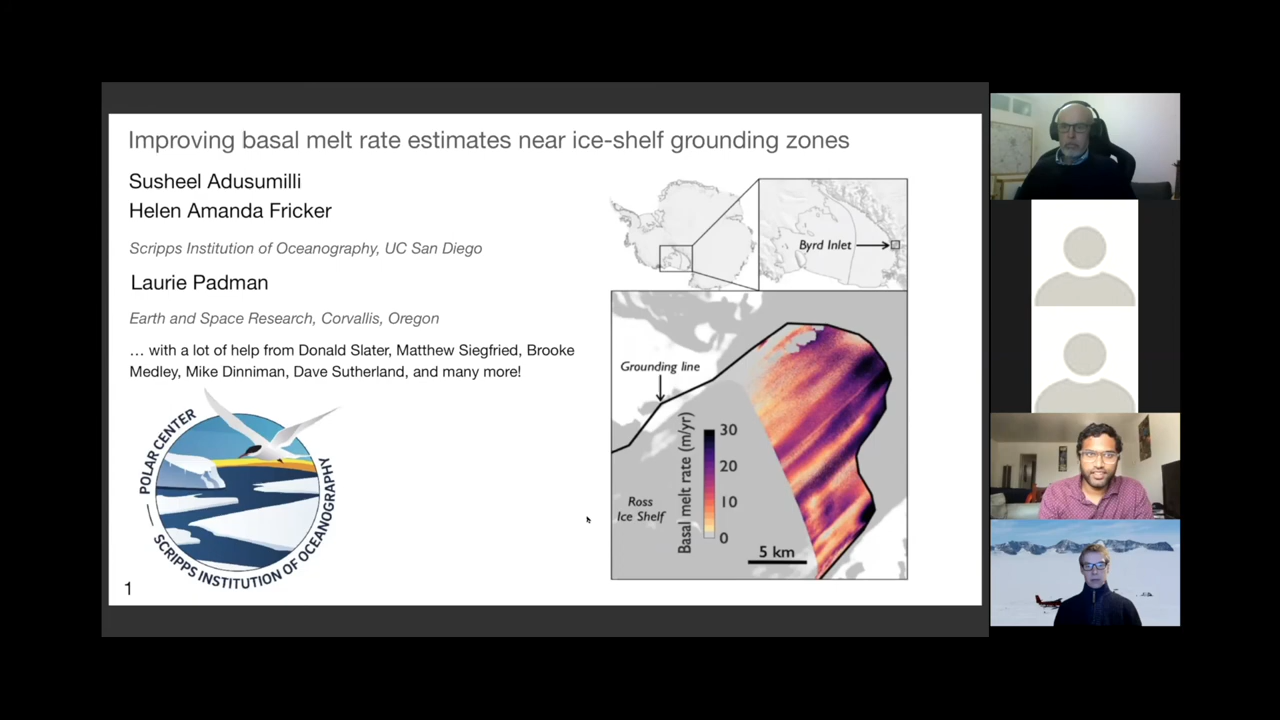 Improving basal melt rate estimates near ice-shelf grounding zones
Susheel Adusumilli
Helen Amanda Fricker
Scripps Institution of Oceanography, UC San Diego
Laurie Padman
Earth and Space Research, Corvallis, Oregon
… with a lot of help from Donald Slater, Matthew Siegfried, Brooke
Medley, Mike Dinniman, Dave Sutherland, and many more!
POLAR CENTER
— SCRIPPS INSTITUTION OF OCEANOGRAPHY
1
Byrd Inlet
Grounding line
Basal melt rate (m/yr)
30
20
10
0
Ross
Ice Shelf
5 km